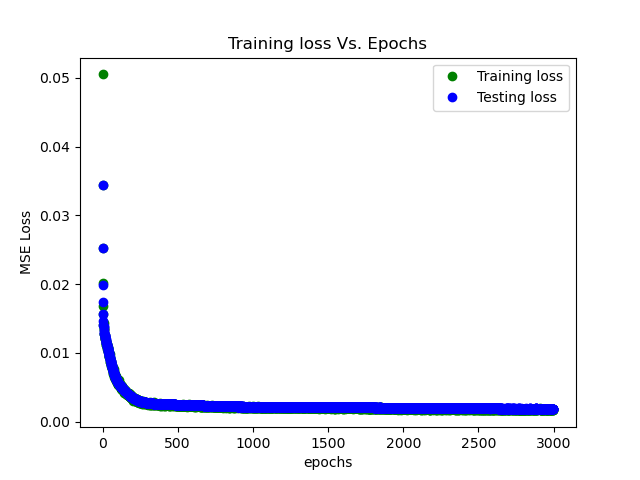 Training loss Vs. Epochs
Training loss
Testing loss
MSE Loss
0.05
0.04
0.03
0.02
0.01
0.00
0 500 1000 1500 2000 2500 3000
epochs